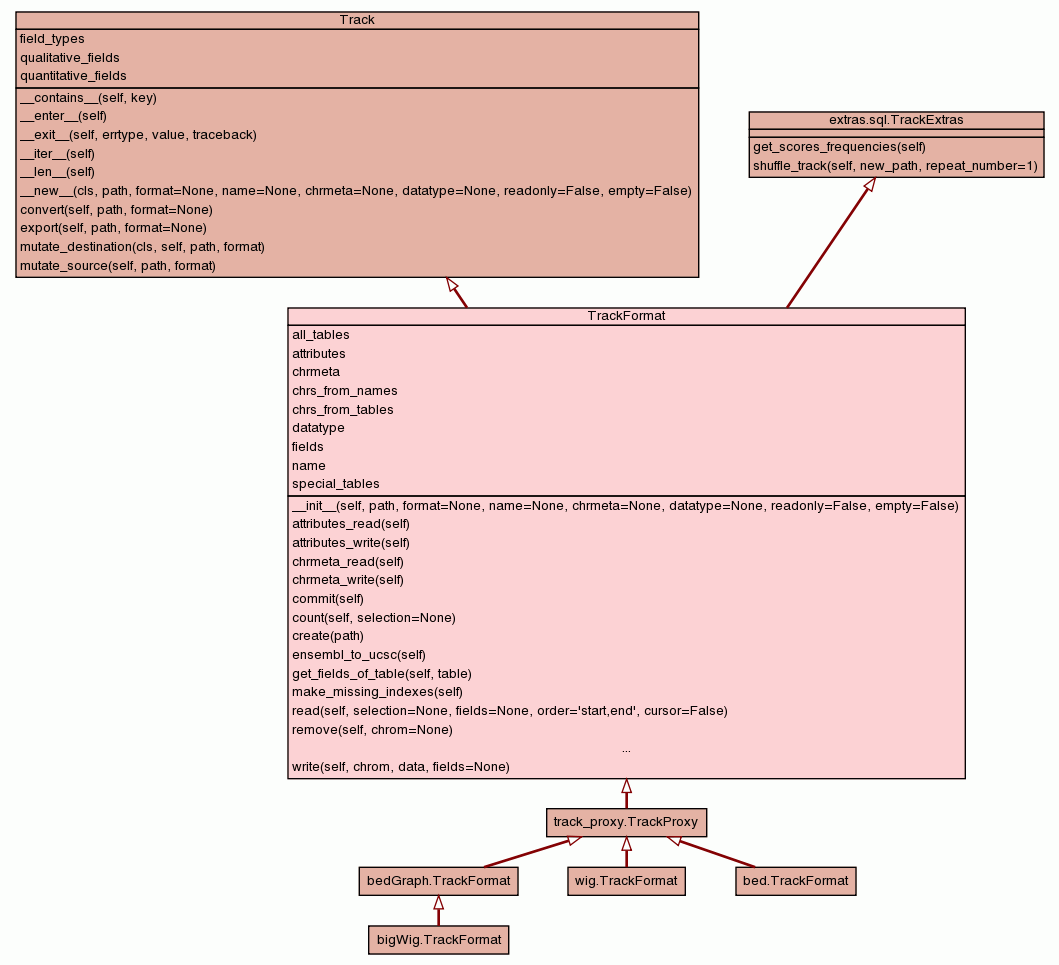 Track
field_types
qualitative_fields
quantitative_fields
__contains__(self, key)
__enter__(self)
__exit__(self, errtype, value, traceback)
__iter__(self)
__len__(self)
__new__(cls, path, format=None, name=None, chrmeta=None, datatype=None, readonly=False, empty=False)
convert(self, path, format=None)
export(self, path, format=None)
mutate_destination(cls, self, path, format)
mutate_source(self, path, format)
extras.sql.TrackExtras
get_scores_frequencies(self)
shuffle_track(self, new_path, repeat_number=1)
TrackFormat
all_tables
attributes
chrmeta
chrs_from_names
chrs_from_tables
datatype
fields
name
special_tables
__init__(self, path, format=None, name=None, chrmeta=None, datatype=None, readonly=False, empty=False)
attributes_read(self)
attributes_write(self)
chrmeta_read(self)
chrmeta_write(self)
commit(self)
count(self, selection=None)
create(path)
ensembl_to_ucsc(self)
get_fields_of_table(self, table)
make_missing_indexes(self)
read(self, selection=None, fields=None, order='start,end', cursor=False)
remove(self, chrom=None)
...
write(self, chrom, data, fields=None)
track_proxy.TrackProxy
bedGraph.TrackFormat
wig.TrackFormat
bed.TrackFormat
bigWig.TrackFormat